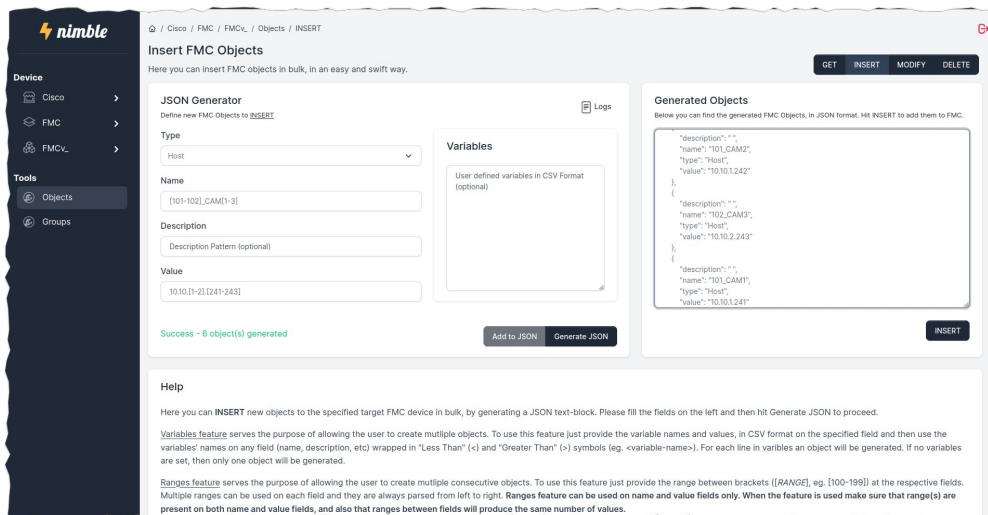 nimble
/ Cisco / FMC / FMCv_ / Objects / INSERT
Insert FMC Objects
Here you can insert FMC objects in bulk, in an easy and swift way.
GET INSERT MODIFY DELETE
Device
Cisco
FMC
FMCv_
Tools
Objects
Groups
JSON Generator
Define new FMC Objects to INSERT
Logs
Type
Host
Name
[101-102]_CAM[1-3]
Description
Description Pattern (optional)
Value
10.10.[1-2].[241-243]
Variables
User defined variables in CSV Format
(optional)
Success - 6 object(s) generated
Add to JSON Generate JSON
Generated Objects
Below you can find the generated FMC Objects, in JSON format. Hit INSERT to add them to FMC.
"description": " ",
"name": "101_CAM2",
"type": "Host",
"value": "10.10.1.242"
},
{
"description": " ",
"name": "102_CAM3",
"type": "Host",
"value": "10.10.2.243"
},
{
"description": " ",
"name": "101_CAM1",
"type": "Host",
"value": "10.10.1.241"
INSERT
Help
Here you can INSERT new objects to the specified target FMC device in bulk, by generating a JSON text-block. Please fill the fields on the left and then hit Generate JSON to proceed.
Variables feature serves the purpose of allowing the user to create mutliple objects. To use this feature just provide the variable names and values, in CSV format on the specified field and then use the
variables' names on any field (name, description, etc) wrapped in "Less Than" (<) and "Greater Than" (>) symbols (eg. <variable-name>). For each line in varibles an object will be generated. If no variables
are set, then only one object will be generated.
Ranges feature serves the purpose of allowing the user to create mutliple consecutive objects. To use this feature just provide the range between brackets ([RANGE], eg. [100-199]) at the respective fields.
Multiple ranges can be used on each field and they are always parsed from left to right. Ranges feature can be used on name and value fields only. When the feature is used make sure that range(s) are
present on both name and value fields, and also that ranges between fields will produce the same number of values.